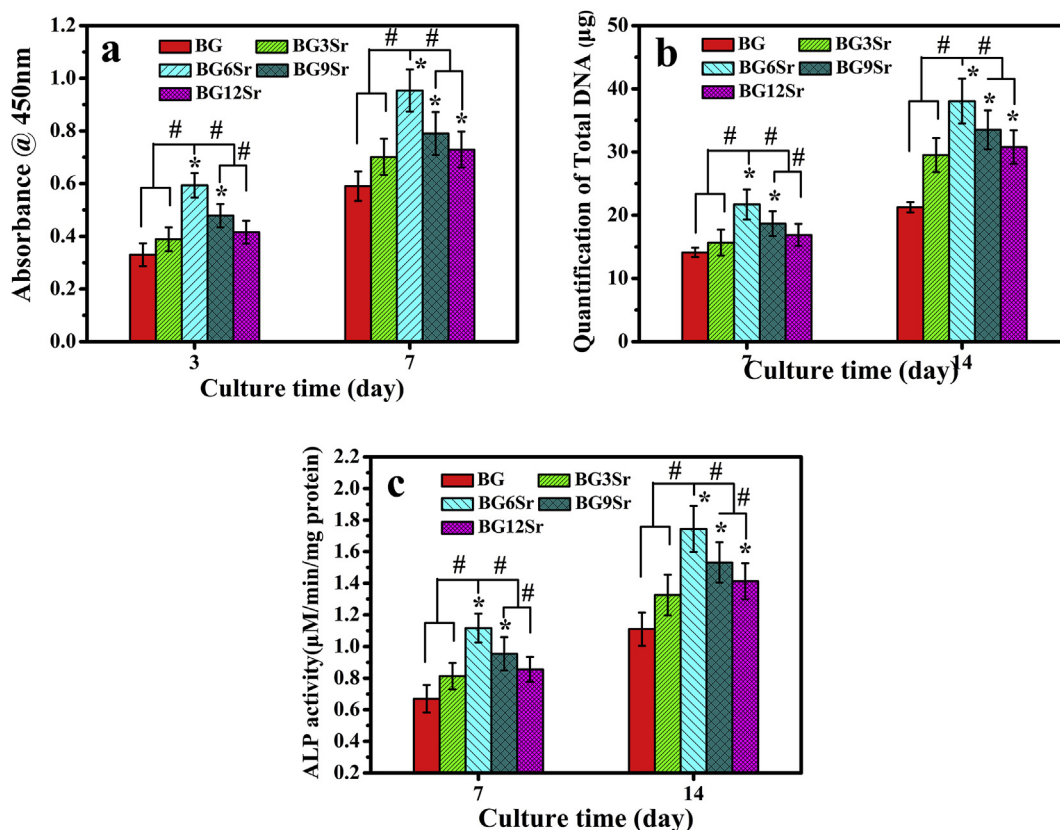 a
BG BG3Sr
BG6Sr BG9Sr
BG12Sr
# # # # # #
* * * * *
1.2
1.0
0.8
0.6
0.4
0.2
0.0
Absorbance @ 450nm
3 7
Culture time (day)
b
BG BG3Sr
BG6Sr BG9Sr
BG12Sr
# # # # #
* * * * *
50
40
30
20
10
0
Quantification of Total DNA (µg)
7 14
Culture time (day)
c
BG BG3Sr
BG6Sr BG9Sr
BG12Sr
# # # # # #
* * * * *
2.2
2.0
1.8
1.6
1.4
1.2
1.0
0.8
0.6
0.4
0.2
ALP activity(µM/min/mg protein)
7 14
Culture time (day)